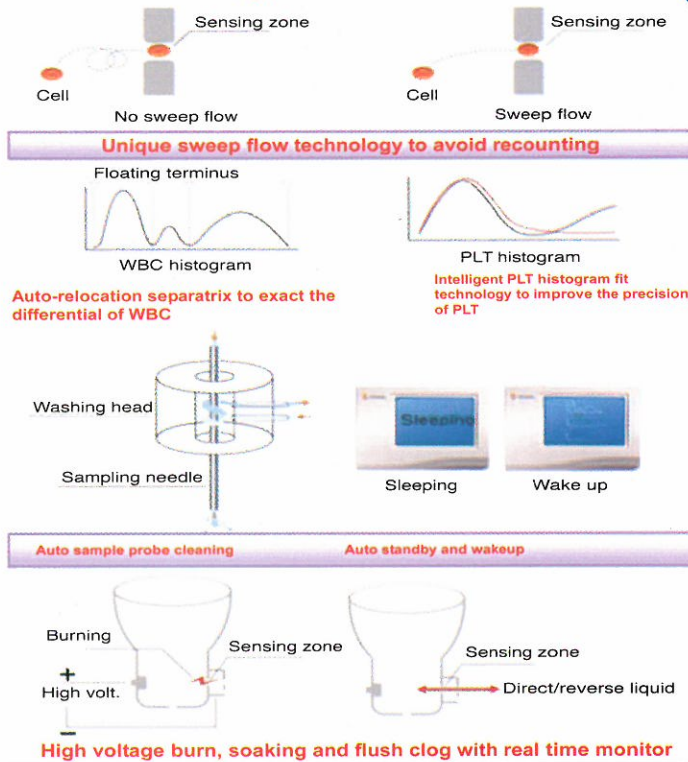 Sensing zone
Sensing zone
Cell
Cell
No sweep flow
Sweep flow
Unique sweep flow technology to avoid recounting
Floating terminus
WBC histogram
PLT histogram
Auto-relocation separatrix to exact the
differential of WBC
Intelligent PLT histogram fit
technology to improve the precision
of PLT
Washing head
Sampling needle
Sleeping
Sleeping
Wake up
Auto sample probe cleaning
Auto standby and wakeup
Burning
Sensing zone
+
High volt.
−
Sensing zone
Direct/reverse liquid
High voltage burn, soaking and flush clog with real time monitor